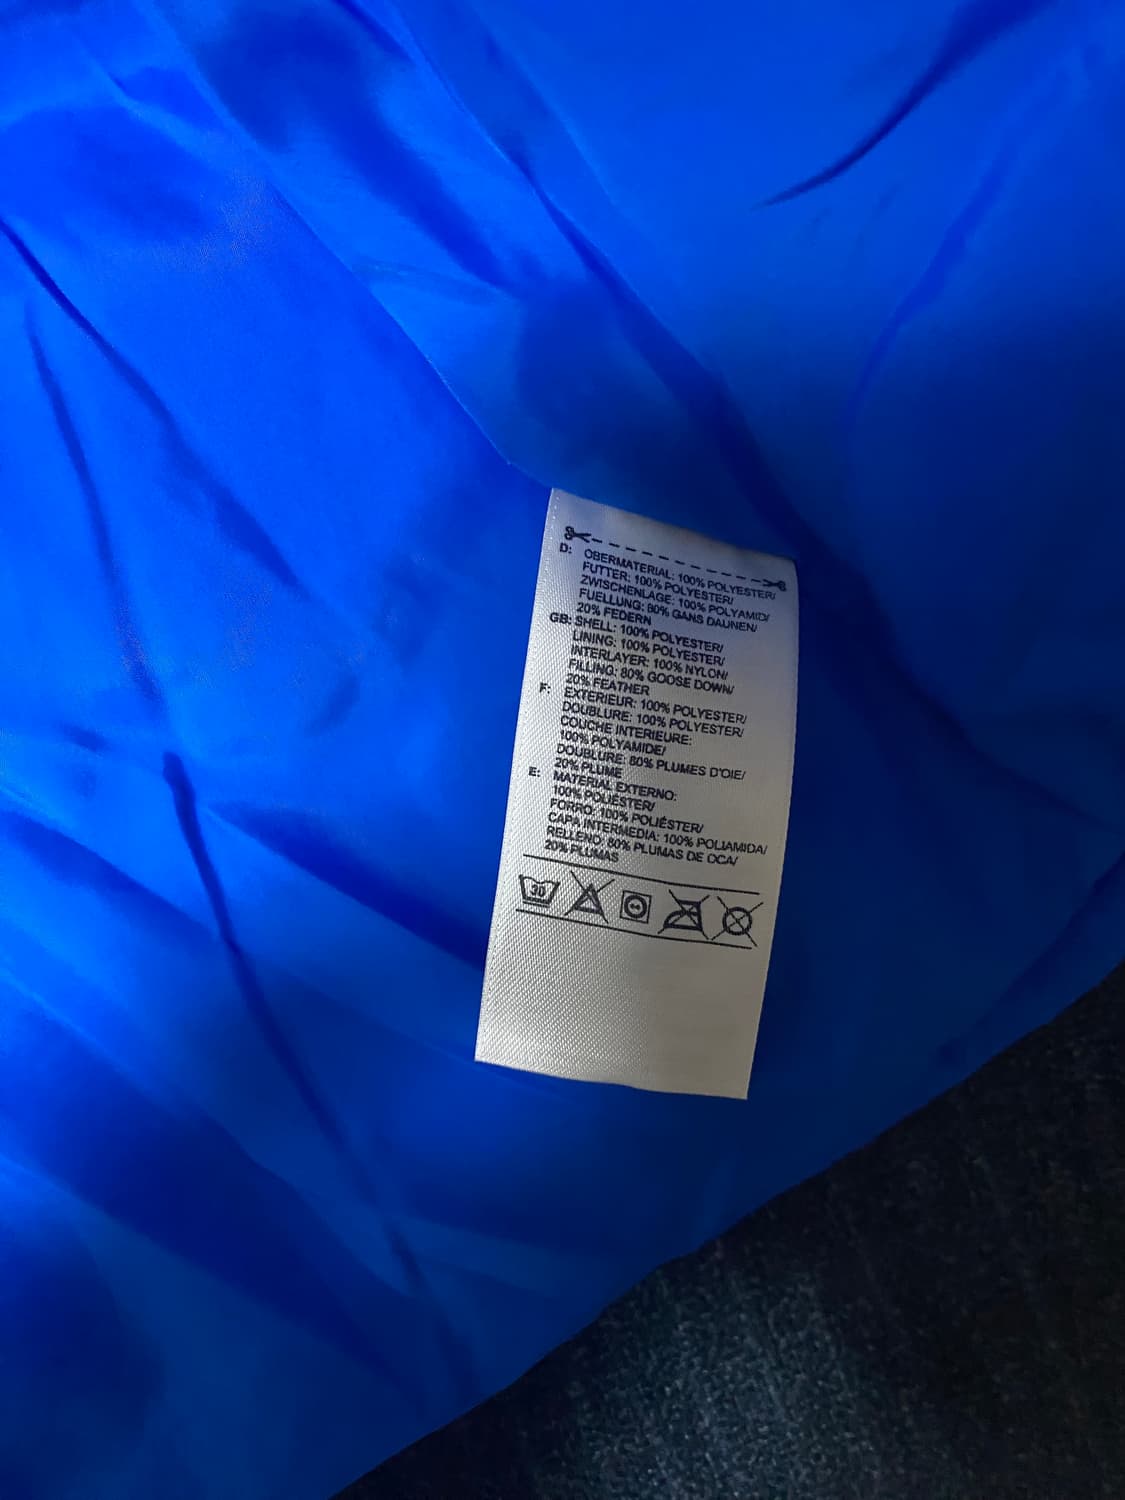 D: OBERMATERIAL: 100% POLYESTER/
FUTTER: 100% POLYESTER/
ZWISCHENLAGE: 100% POLYAMID/
FUELLUNG: 80% GANS DAUNEN/
20% FEDERN
GB: SHELL: 100% POLYESTER/
LINING: 100% POLYESTER/
INTERLAYER: 100% NYLON/
FILLING: 80% GOOSE DOWN/
20% FEATHER
F: EXTERIEUR: 100% POLYESTER/
DOUBLURE: 100% POLYESTER/
COUCHE INTERIEURE:
100% POLYAMIDE/
DOUBLURE: 80% PLUMES D'OIE/
20% PLUME
E: MATERIAL EXTERNO:
100% POLIÉSTER/
FORRO: 100% POLIÉSTER/
CAPA INTERMEDIA: 100% POLIAMIDA/
RELLENO: 80% PLUMAS DE OCA/
20% PLUMAS
30